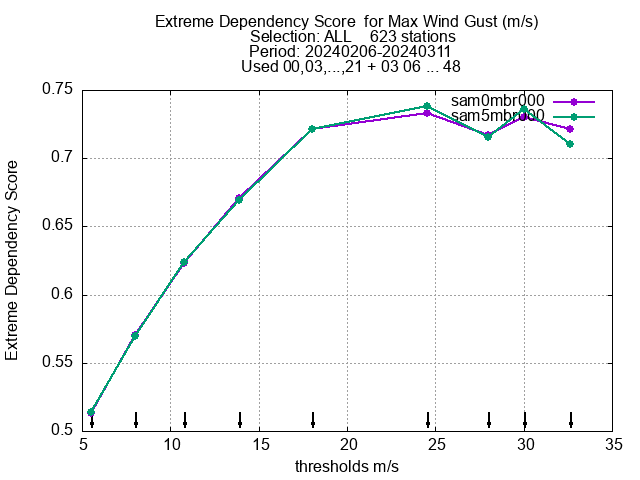 Extreme Dependency Score for Max Wind Gust (m/s)
Selection: ALL 623 stations
Period: 20240206-20240311
Used 00,03,...,21 + 03 06 ... 48
sam0mbr000
sam5mbr000
0.75
0.7
0.65
0.6
0.55
0.5
Extreme Dependency Score
5 10 15 20 25 30 35
thresholds m/s